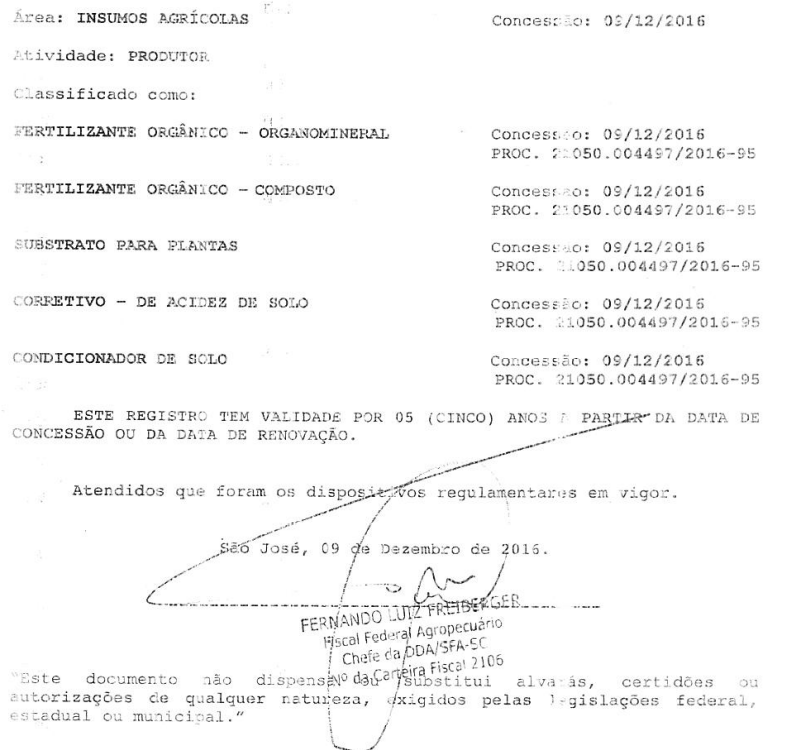 Área: INSUMOS AGRÍCOLAS Concessão: 09/12/2016
Atividade: PRODUTOR
Classificado como:
FERTILIZANTE ORGÂNICO - ORGANOMINERAL Concessão: 09/12/2016
PROC. 21050.004497/2016-95
FERTILIZANTE ORGÂNICO - COMPOSTO Concessão: 09/12/2016
PROC. 21050.004497/2016-95
SUBSTRATO PARA PLANTAS Concessão: 09/12/2016
PROC. 21050.004497/2016-95
CORRETIVO - DE ACIDEZ DE SOLO Concessão: 09/12/2016
PROC. 21050.004497/2016-95
CONDICIONADOR DE SOLO Concessão: 09/12/2016
PROC. 21050.004497/2016-95
ESTE REGISTRO TEM VALIDADE POR 05 (CINCO) ANOS A PARTIR DA DATA DE
CONCESSÃO OU DA DATA DE RENOVAÇÃO.
Atendidos que foram os dispositivos regulamentares em vigor.
São José, 09 de Dezembro de 2016.
FERNANDO LUIZ FREIBERGER
Fiscal Federal Agropecuário
Chefe da DDA/SFA-SC
Nº da Carteira Fiscal 2106
"Este documento não dispensa ou substitui alvarás, certidões ou
autorizações de qualquer natureza, exigidos pelas legislações federal,
estadual ou municipal."